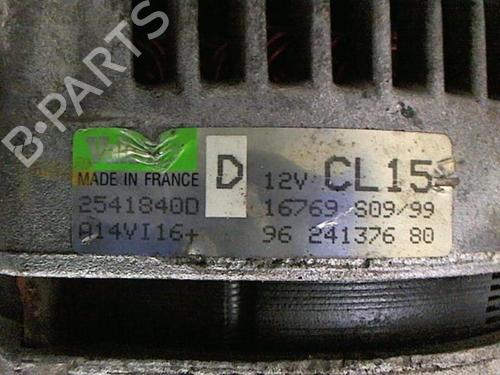 B-PARTS
MADE IN FRANCE D 12V CL15
2541840D 16769 S09/99
A14VI16+ 96 241376 80